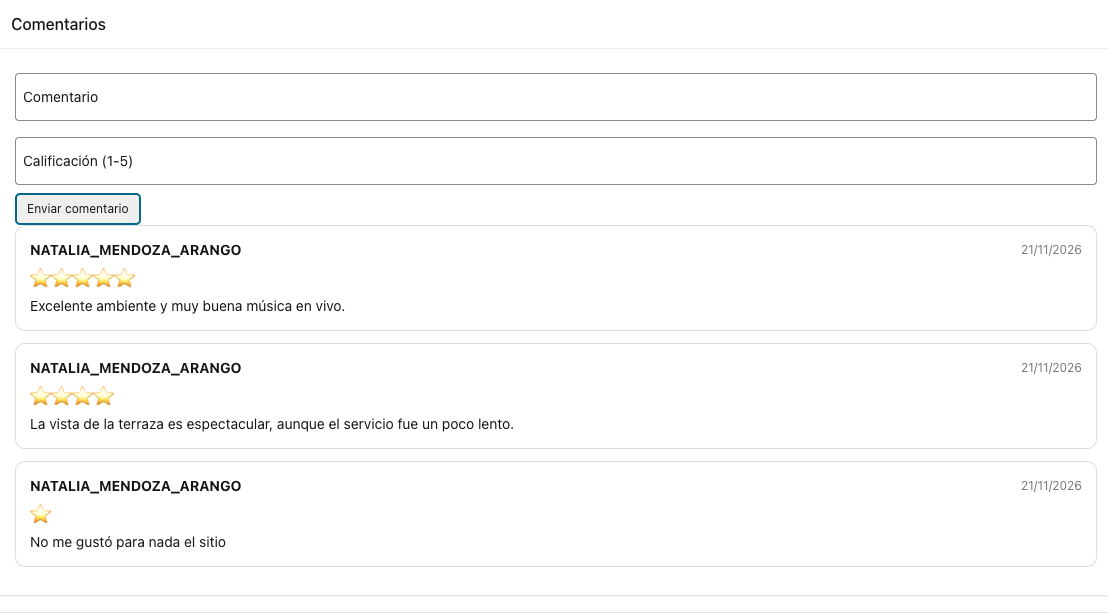 Comentarios
Comentario
Calificación (1-5)
Enviar comentario
NATALIA_MENDOZA_ARANGO 21/11/2026
⭐⭐⭐⭐⭐
Excelente ambiente y muy buena música en vivo.
NATALIA_MENDOZA_ARANGO 21/11/2026
⭐⭐⭐⭐
La vista de la terraza es espectacular, aunque el servicio fue un poco lento.
NATALIA_MENDOZA_ARANGO 21/11/2026
⭐
No me gustó para nada el sitio